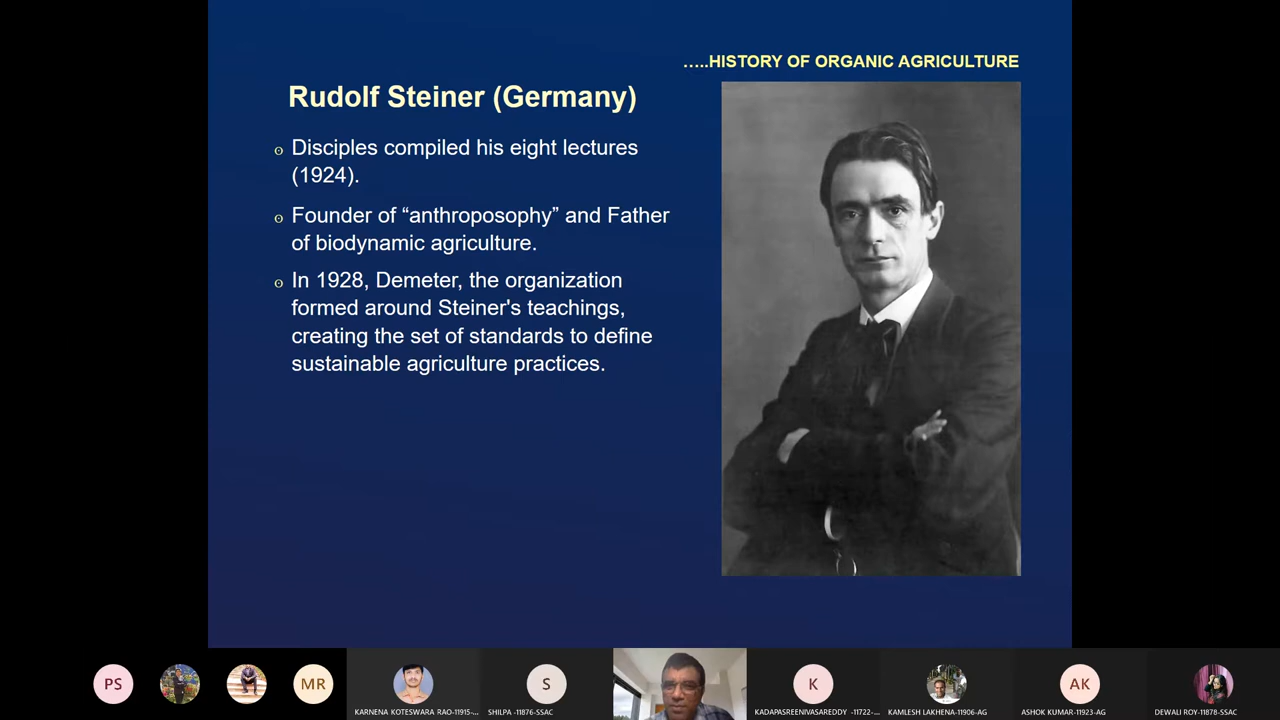 …..HISTORY OF ORGANIC AGRICULTURE
Rudolf Steiner (Germany)
Disciples compiled his eight lectures
(1924).
Founder of “anthroposophy” and Father
of biodynamic agriculture.
In 1928, Demeter, the organization
formed around Steiner's teachings,
creating the set of standards to define
sustainable agriculture practices.
PS
MR
S
K
AK
KARNENA KOTESWARA RAO-11915-...
SHILPA -11876-SSAC
KADAPASREENIVASAREDDY -11722-...
KAMLESH LAKHENA-11906-AG
ASHOK KUMAR-11923-AG
DEWALI ROY-11878-SSAC